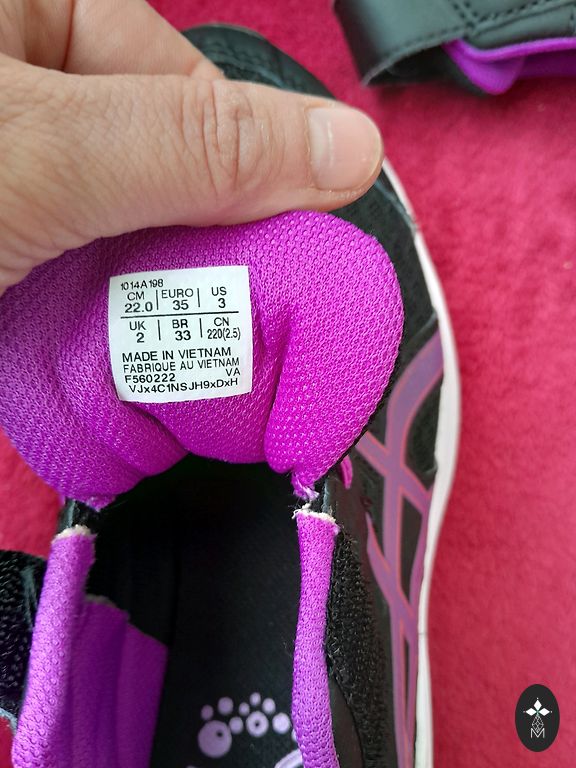 1014A198
CM EURO US
22.0 35 3
UK BR CN
2 33 220(2.5)
MADE IN VIETNAM
FABRIQUE AU VIETNAM
F560222 VA
VJx4C1NSJH9xDxH